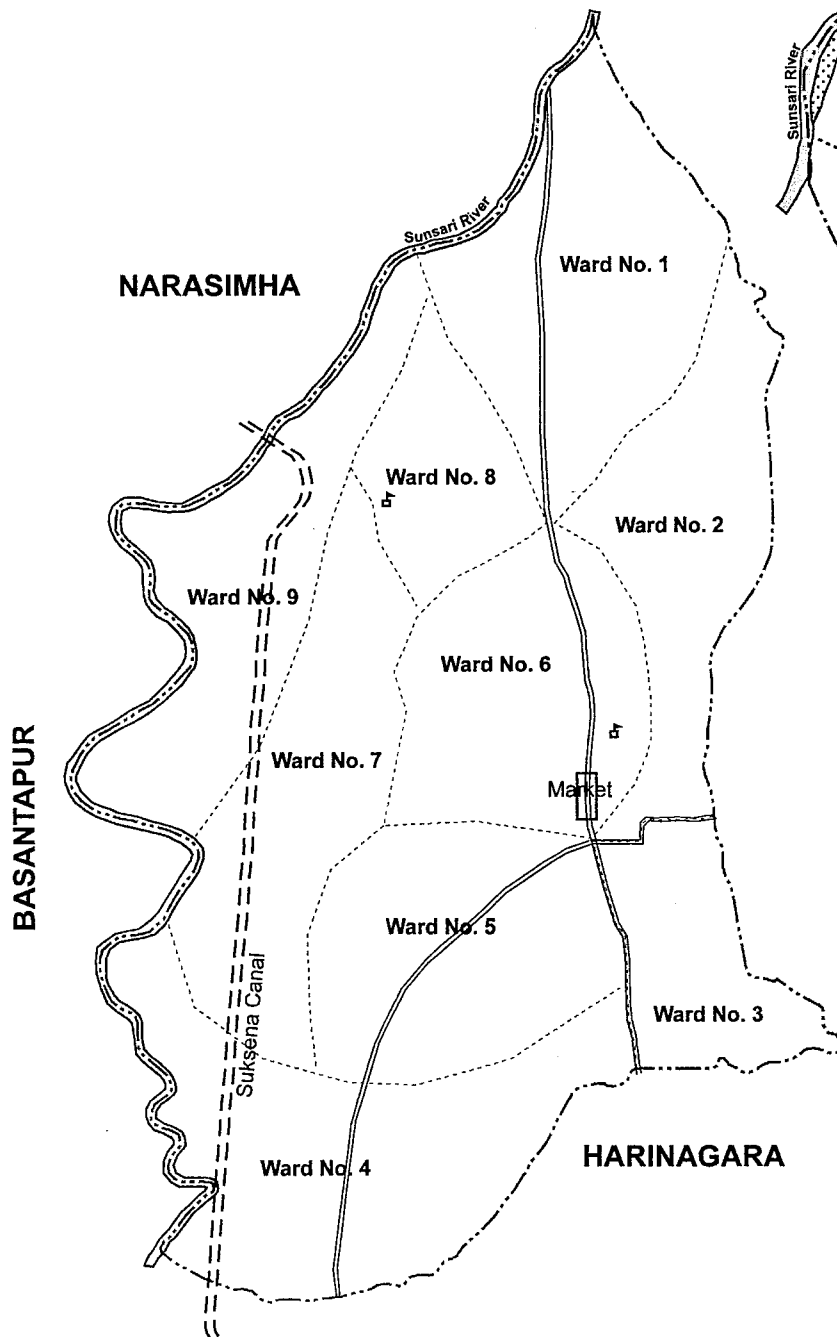 Sunsari River
Sunsari River
Ward No. 1
NARASIMHA
Ward No. 8
Ward No. 2
Ward No. 9
Ward No. 6
Ward No. 7
Market
BASANTAPUR
Ward No. 5
Suksena Canal
Ward No. 3
Ward No. 4
HARINAGARA